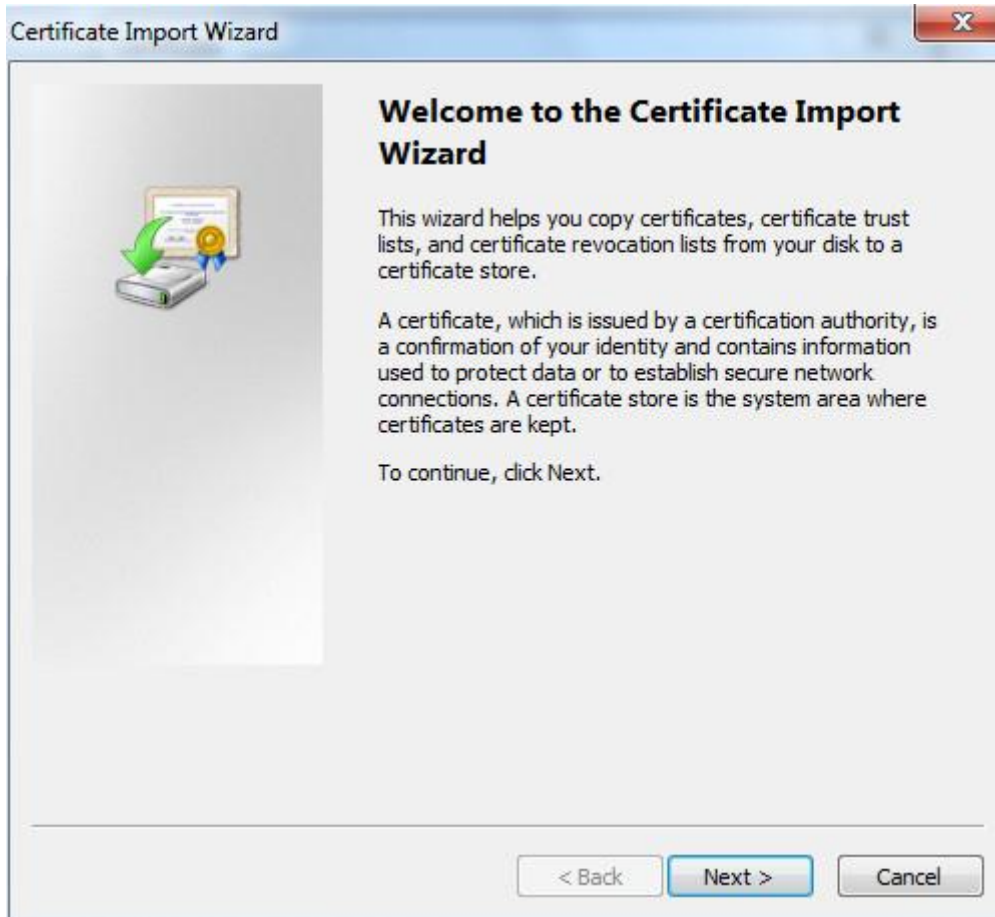 Certificate Import Wizard
Welcome to the Certificate Import
Wizard
This wizard helps you copy certificates, certificate trust
lists, and certificate revocation lists from your disk to a
certificate store.
A certificate, which is issued by a certification authority, is
a confirmation of your identity and contains information
used to protect data or to establish secure network
connections. A certificate store is the system area where
certificates are kept.
To continue, click Next.
< Back
Next >
Cancel